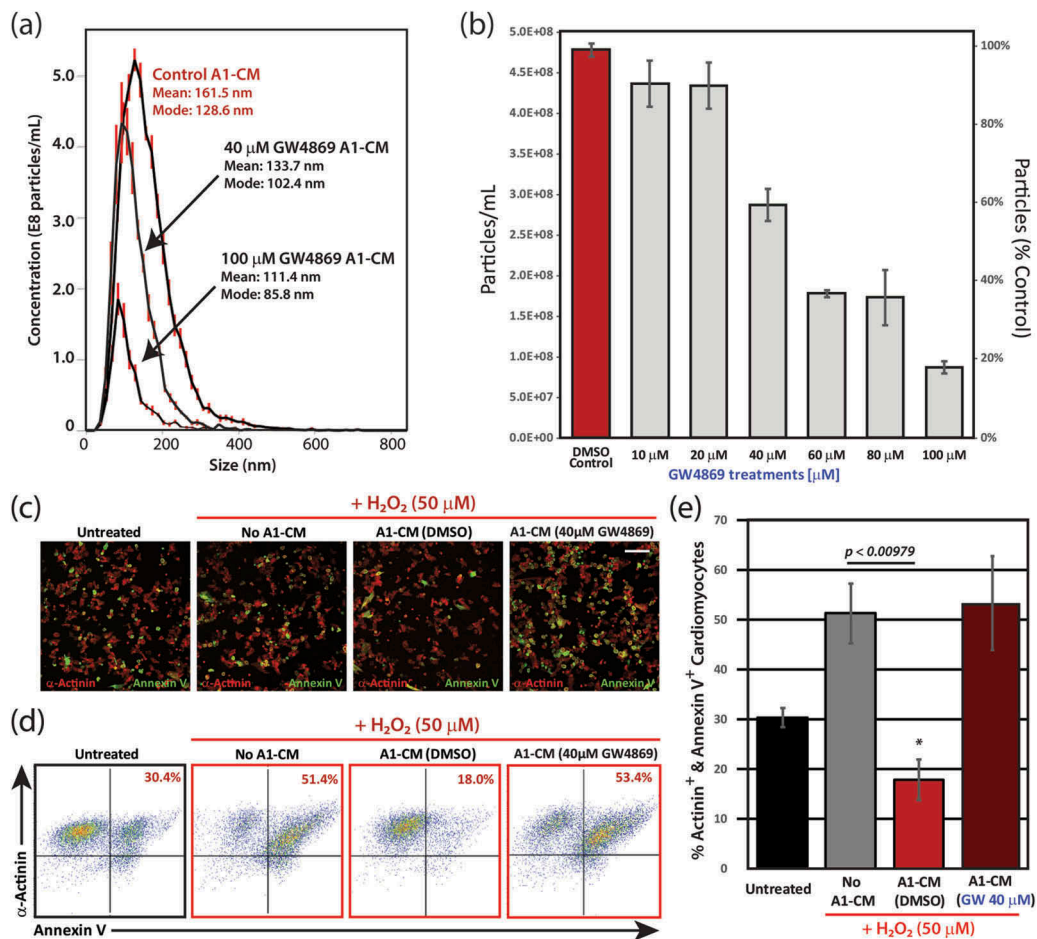 (a)
Concentration (E8 particles/mL)
5.0
4.0
3.0
2.0
1.0
0
Control A1-CM
Mean: 161.5 nm
Mode: 128.6 nm
40 μM GW4869 A1-CM
Mean: 133.7 nm
Mode: 102.4 nm
100 μM GW4869 A1-CM
Mean: 111.4 nm
Mode: 85.8 nm
0 200 400 600 800
Size (nm)
(b)
Particles/mL
5.0E+08
4.5E+08
5.0E+08
3.5E+08
5.0E+08
2.5E+08
5.0E+08
1.5E+08
5.0E+08
5.0E+07
0.0E+00
100%
80%
60%
40%
20%
0%
Particles (% Control)
DMSO Control
10 μM
20 μM
40 μM
60 μM
80 μM
100 μM
GW4869 treatments [μM]
(c)
+ H₂O₂ (50 μM)
Untreated
No A1-CM
A1-CM (DMSO)
A1-CM (40μM GW4869)
α-Actinin Annexin V
α-Actinin Annexin V
α-Actinin Annexin V
α-Actinin Annexin V
(d)
+ H₂O₂ (50 μM)
Untreated
No A1-CM
A1-CM (DMSO)
A1-CM (40μM GW4869)
30.4%
51.4%
18.0%
53.4%
α-Actinin
Annexin V
(e)
% Actinin⁺ & Annexin V⁺ Cardiomyocytes
70
60
50
40
30
20
10
0
p < 0.00979
*
Untreated
No A1-CM
A1-CM (DMSO)
A1-CM (GW 40 μM)
+ H₂O₂ (50 μM)